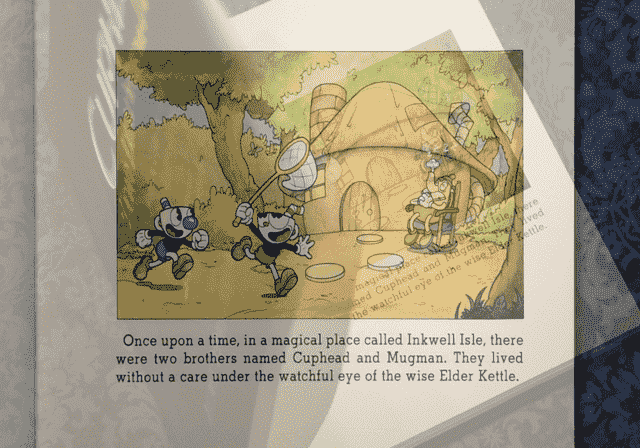 Once upon a time, in a magical place called Inkwell Isle, there
were two brothers named Cuphead and Mugman. They lived
without a care under the watchful eye of the wise Elder Kettle.